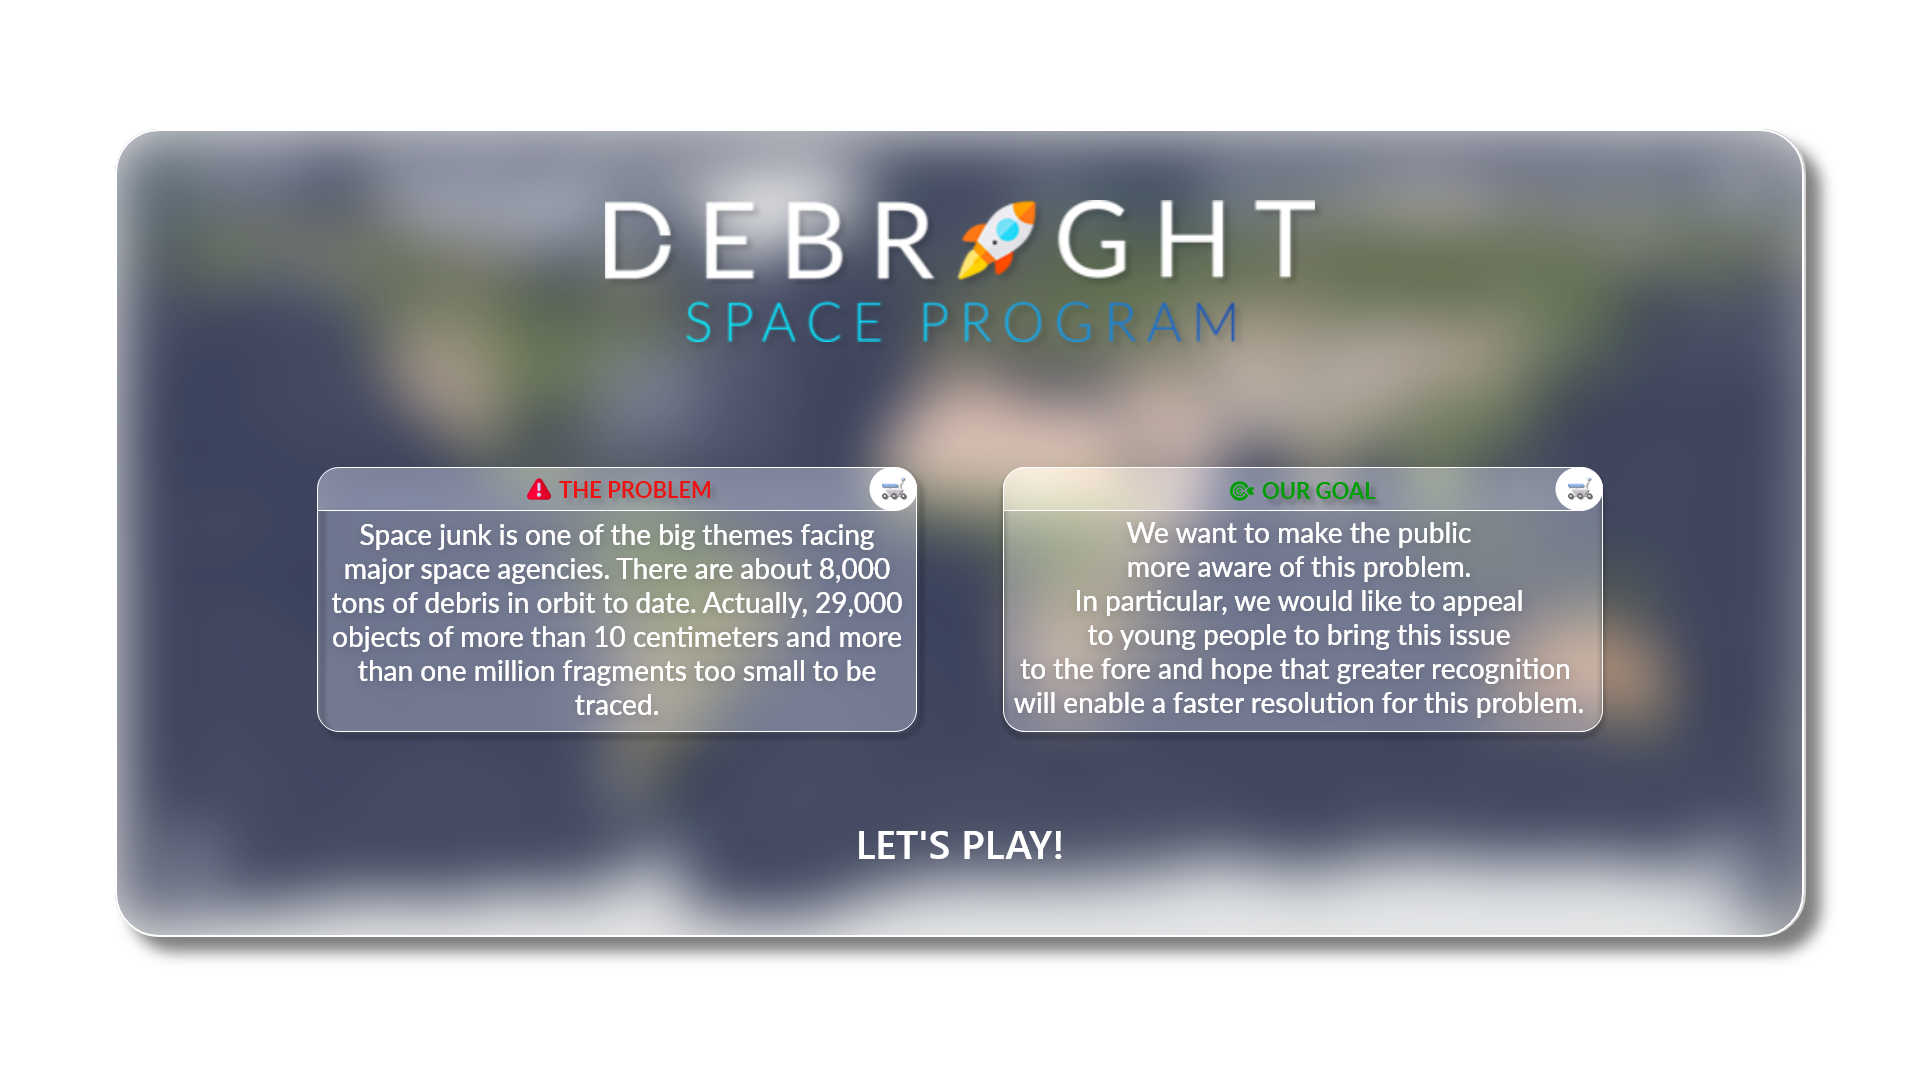 DEBR🚀GHT
SPACE PROGRAM
THE PROBLEM
Space junk is one of the big themes facing
major space agencies. There are about 8,000
tons of debris in orbit to date. Actually, 29,000
objects of more than 10 centimeters and more
than one million fragments too small to be
traced.
OUR GOAL
We want to make the public
more aware of this problem.
In particular, we would like to appeal
to young people to bring this issue
to the fore and hope that greater recognition
will enable a faster resolution for this problem.
LET'S PLAY!